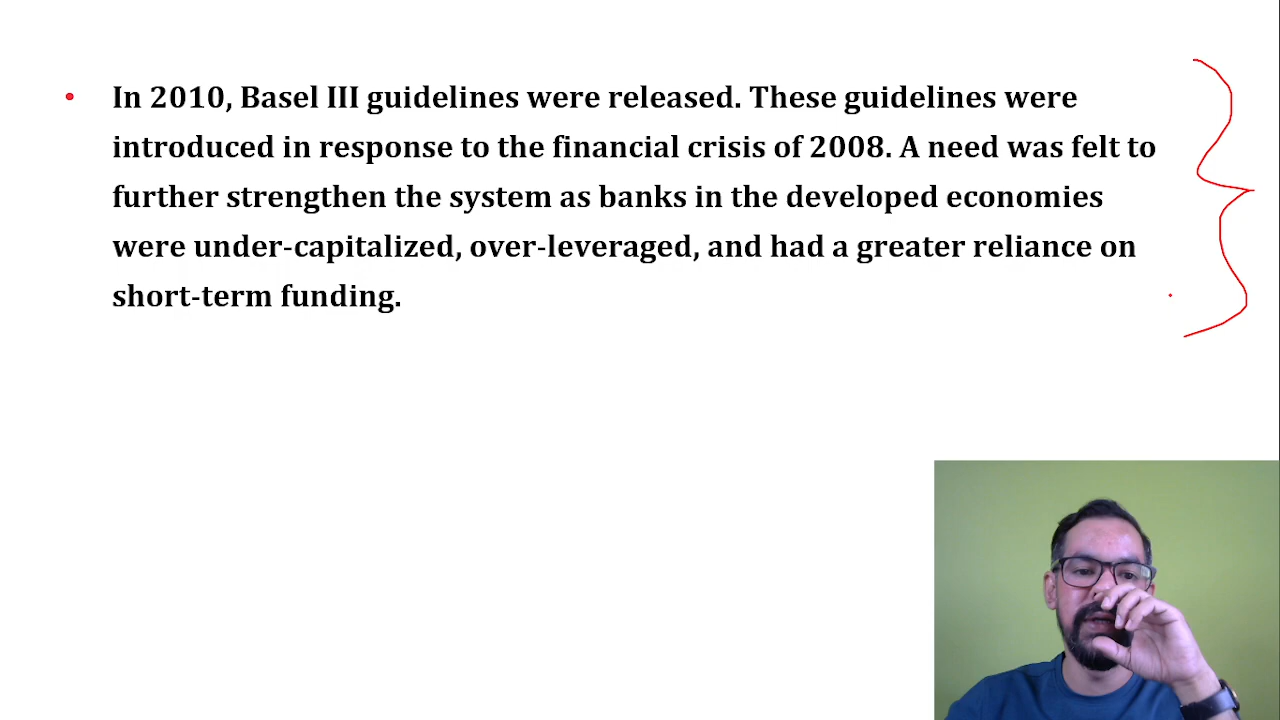 In 2010, Basel III guidelines were released. These guidelines were
introduced in response to the financial crisis of 2008. A need was felt to
further strengthen the system as banks in the developed economies
were under-capitalized, over-leveraged, and had a greater reliance on
short-term funding.